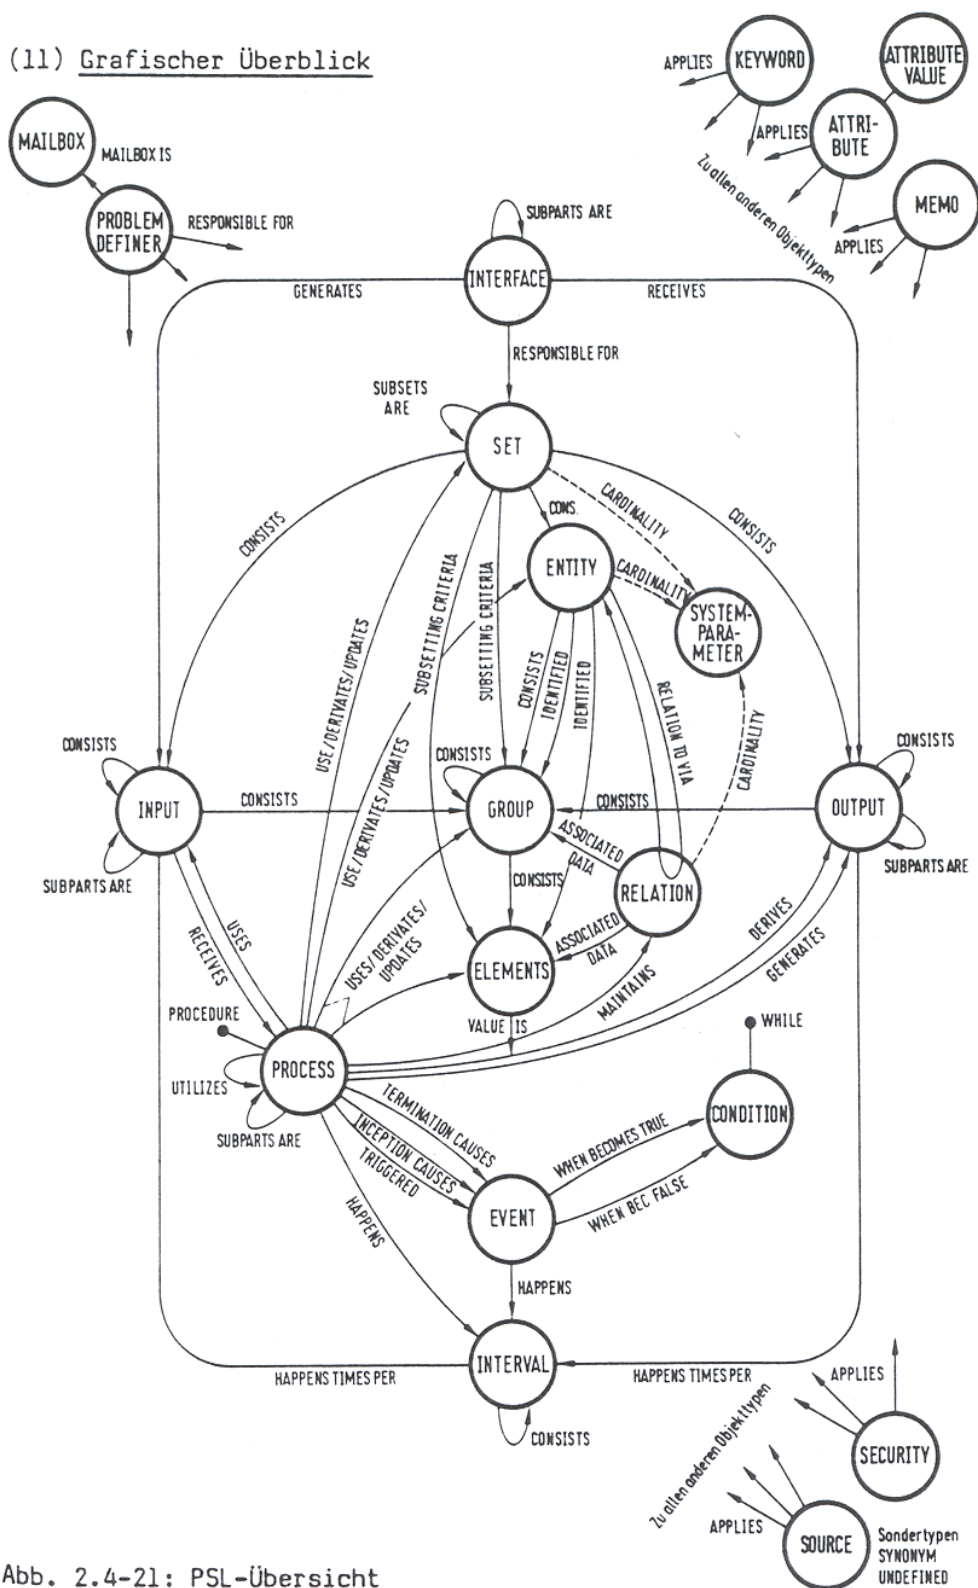 (11) Grafischer Überblick
MAILBOX
MAILBOX IS
PROBLEM
DEFINER
RESPONSIBLE FOR
APPLIES
KEYWORD
ATTRIBUTE
VALUE
APPLIES
ATTRI-
BUTE
Zu allen anderen Objekttypen
MEMO
APPLIES
SUBPARTS ARE
INTERFACE
GENERATES
RECEIVES
RESPONSIBLE FOR
SUBSETS
ARE
SET
CONSISTS
CONS.
CARDINALITY
CONSISTS
ENTITY
CARDINALITY
SYSTEM-
PARA-
METER
USE/DERIVATES/UPDATES
SUBSETTING CRITERIA
SUBSETTING CRITERIA
CONSISTS
IDENTIFIED
IDENTIFIED
RELATION TO VIA
CARDINALITY
USE/DERIVATES/UPDATES
CONSISTS
INPUT
CONSISTS
SUBPARTS ARE
CONSISTS
GROUP
CONSISTS
CONSISTS
OUTPUT
SUBPARTS ARE
ASSOCIATED
DATA
CONSISTS
RELATION
USES/DERIVATES/
UPDATES
ASSOCIATED
DATA
ELEMENTS
USES
RECEIVES
DERIVES
GENERATES
MAINTAINS
VALUE IS
PROCEDURE
PROCESS
UTILIZES
SUBPARTS ARE
WHILE
CONDITION
TERMINATION CAUSES
INCEPTION CAUSES
TRIGGERED
WHEN BECOMES TRUE
WHEN BEC. FALSE
EVENT
HAPPENS
HAPPENS
INTERVAL
HAPPENS TIMES PER
HAPPENS TIMES PER
CONSISTS
Zu allen anderen Objekttypen
APPLIES
SECURITY
APPLIES
SOURCE
Sondertypen
SYNONYM
UNDEFINED
Abb. 2.4-21: PSL-Übersicht